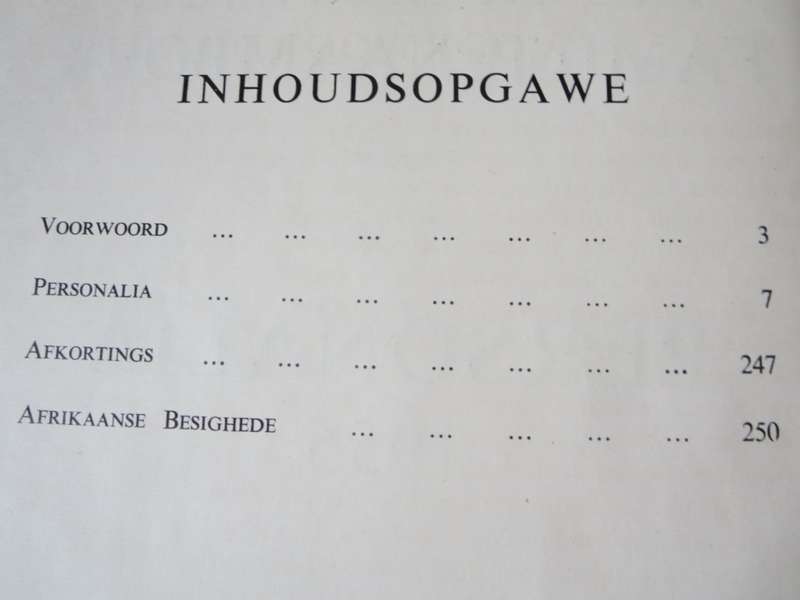 INHOUDSOPGAWE
VOORWOORD ... ... ... ... ... ... ... 3
PERSONALIA ... ... ... ... ... ... ... 7
AFKORTINGS ... ... ... ... ... ... ... 247
AFRIKAANSE BESIGHEDE ... ... ... ... ... 250